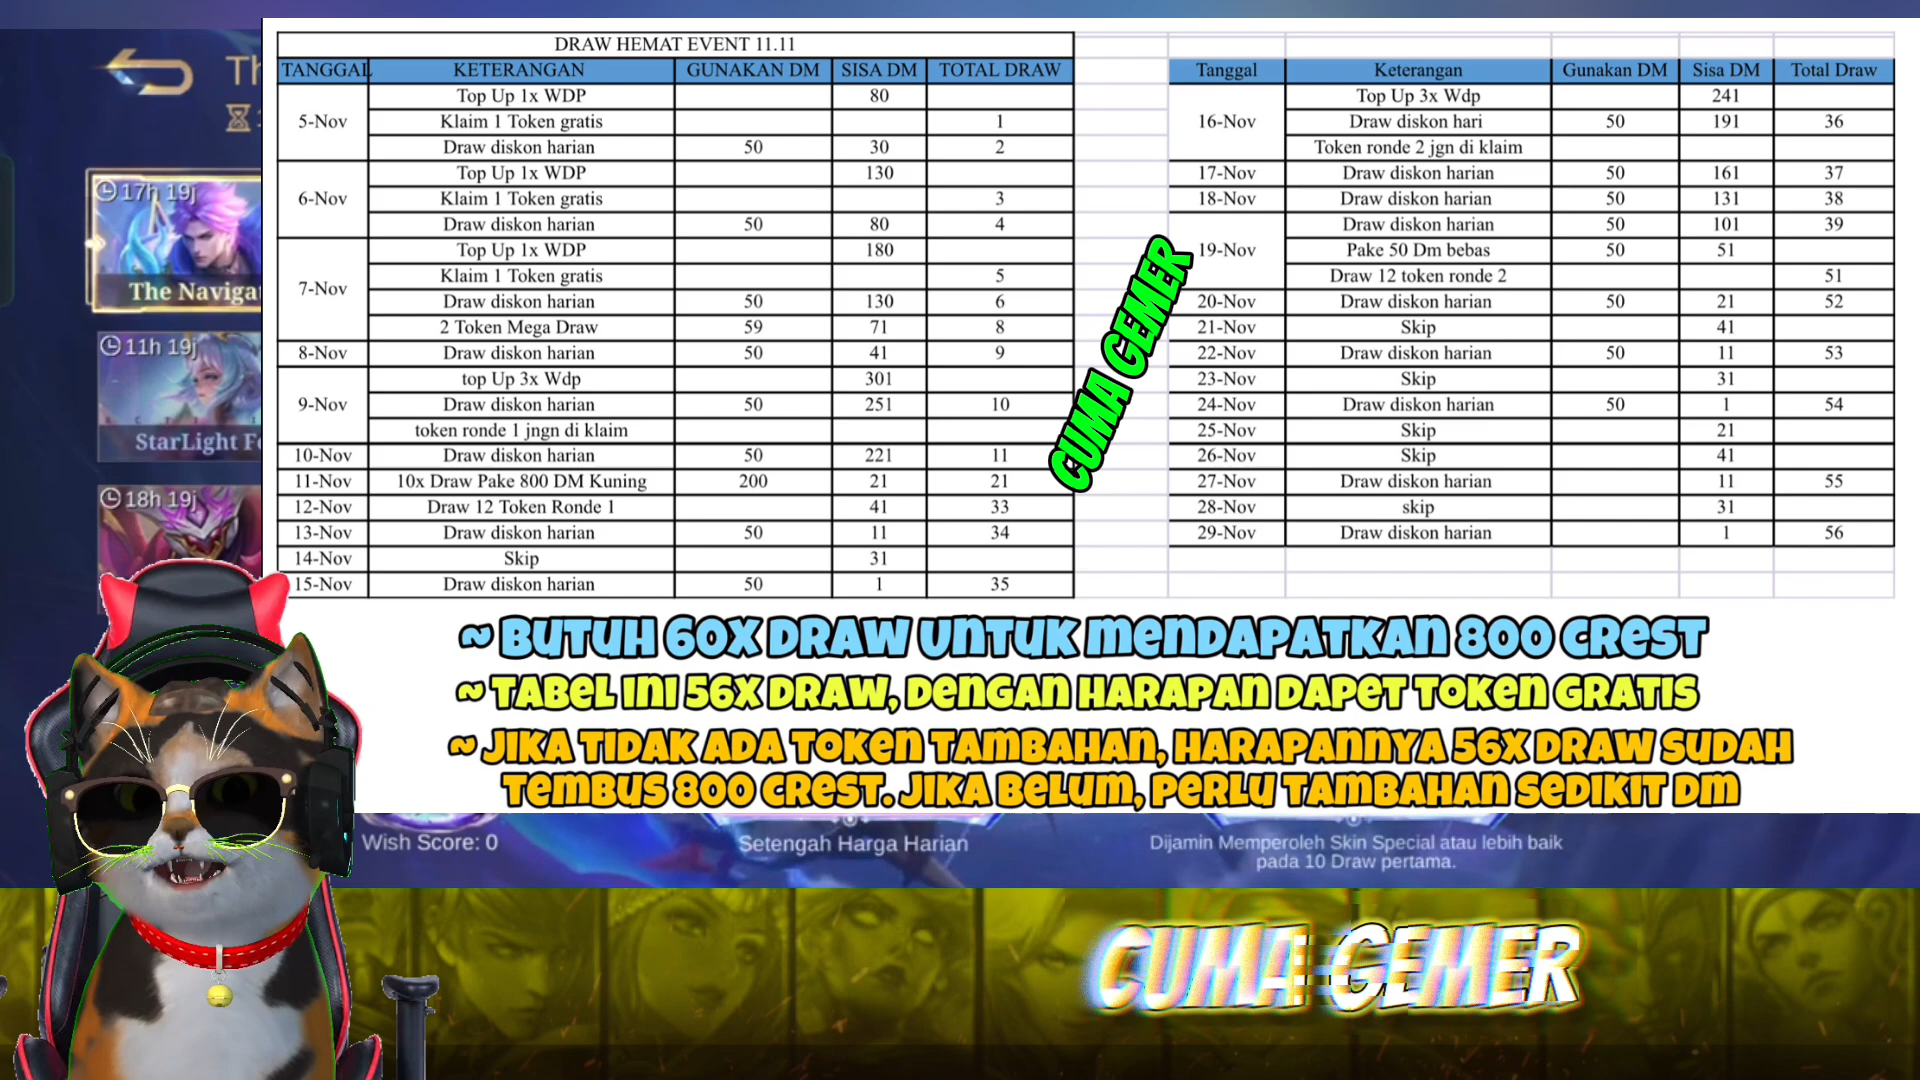 DRAW HEMAT EVENT 11.11
TANGGAL KETERANGAN GUNAKAN DM SISA DM TOTAL DRAW
5-Nov
Top Up 1x WDP 80
Klaim 1 Token gratis 1
Draw diskon harian 50 30 2
6-Nov
Top Up 1x WDP 130
Klaim 1 Token gratis 3
Draw diskon harian 50 80 4
7-Nov
Top Up 1x WDP 180
Klaim 1 Token gratis 5
Draw diskon harian 50 130 6
2 Token Mega Draw 59 71 8
8-Nov Draw diskon harian 50 41 9
9-Nov
top Up 3x Wdp 301
Draw diskon harian 50 251 10
token ronde 1 jngn di klaim
10-Nov Draw diskon harian 50 221 11
11-Nov 10x Draw Pake 800 DM Kuning 200 21 21
12-Nov Draw 12 Token Ronde 1 41 33
13-Nov Draw diskon harian 50 11 34
14-Nov Skip 31
15-Nov Draw diskon harian 50 1 35
Tanggal Keterangan Gunakan DM Sisa DM Total Draw
16-Nov
Top Up 3x Wdp 241
Draw diskon hari 50 191 36
Token ronde 2 jgn di klaim
17-Nov Draw diskon harian 50 161 37
18-Nov Draw diskon harian 50 131 38
19-Nov
Draw diskon harian 50 101 39
Pake 50 Dm bebas 50 51
Draw 12 token ronde 2 51
20-Nov Draw diskon harian 50 21 52
21-Nov Skip 41
22-Nov Draw diskon harian 50 11 53
23-Nov Skip 31
24-Nov Draw diskon harian 50 1 54
25-Nov Skip 21
26-Nov Skip 41
27-Nov Draw diskon harian 11 55
28-Nov skip 31
29-Nov Draw diskon harian 1 56
CUMA GEMER
Th
17h 19j
The Naviga
11h 19j
StarLight F
18h 19j
~ BUTUH 60X DRAW UNTUK MENDAPATKAN 800 CREST
~ TABEL INI 56X DRAW, DENGAN HARAPAN DAPET TOKEN GRATIS
~ JIKA TIDAK ADA TOKEN TAMBAHAN, HARAPANNYA 56X DRAW SUDAH
TEMBUS 800 CREST. JIKA BELUM, PERLU TAMBAHAN SEDIKIT DM
Wish Score: 0
Setengah Harga Harian
Dijamin Memperoleh Skin Special atau lebih baik
pada 10 Draw pertama.
CUMA GEMER